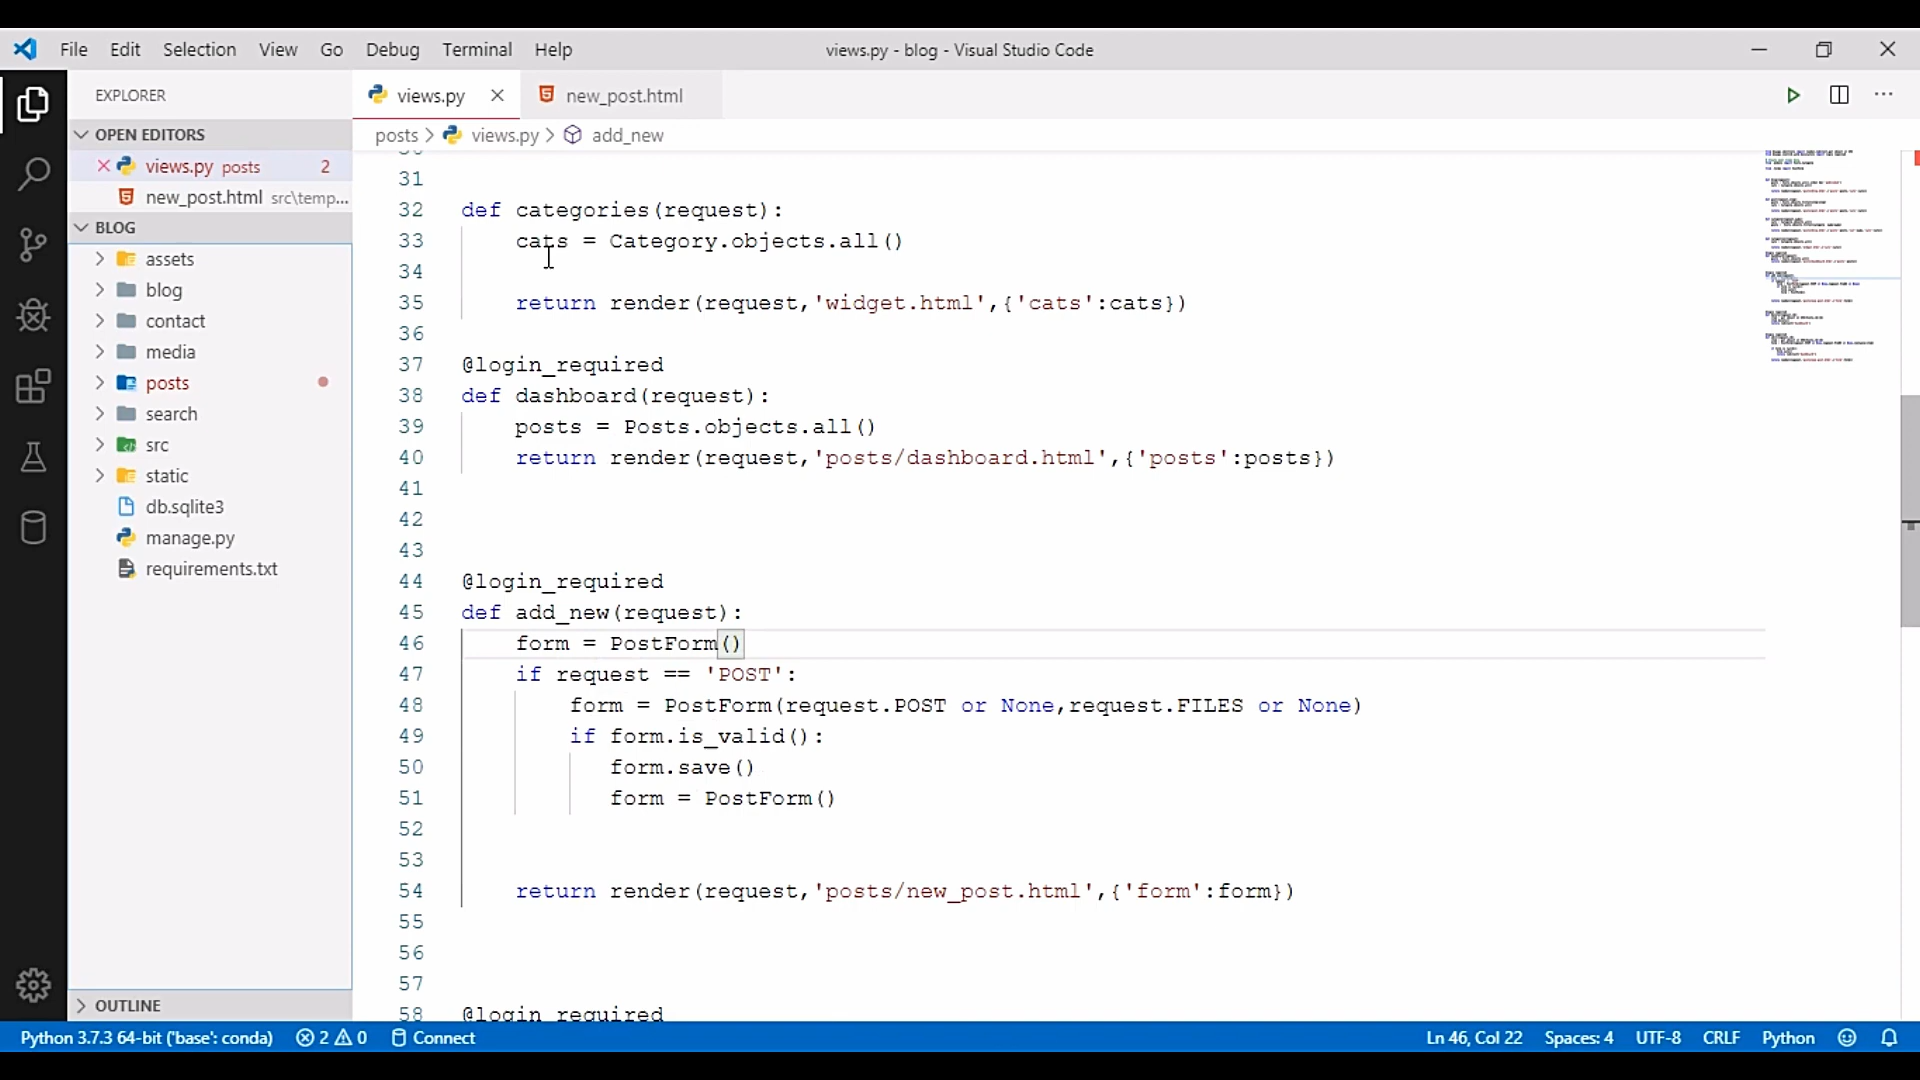 File Edit Selection View Go Debug Terminal Help
views.py - blog - Visual Studio Code
EXPLORER
OPEN EDITORS
views.py posts 2
new_post.html src\temp...
BLOG
assets
blog
contact
media
posts
search
src
static
db.sqlite3
manage.py
requirements.txt
OUTLINE
views.py
new_post.html
posts > views.py > add_new
31
32 def categories(request):
33 cats = Category.objects.all()
34
35 return render(request,'widget.html',{'cats':cats})
36
37 @login_required
38 def dashboard(request):
39 posts = Posts.objects.all()
40 return render(request,'posts/dashboard.html',{'posts':posts})
41
42
43
44 @login_required
45 def add_new(request):
46 form = PostForm()
47 if request == 'POST':
48 form = PostForm(request.POST or None,request.FILES or None)
49 if form.is_valid():
50 form.save()
51 form = PostForm()
52
53
54 return render(request,'posts/new_post.html',{'form':form})
55
56
57
58 @login_required
Python 3.7.3 64-bit ('base': conda) 2 0 Connect
Ln 46, Col 22 Spaces: 4 UTF-8 CRLF Python